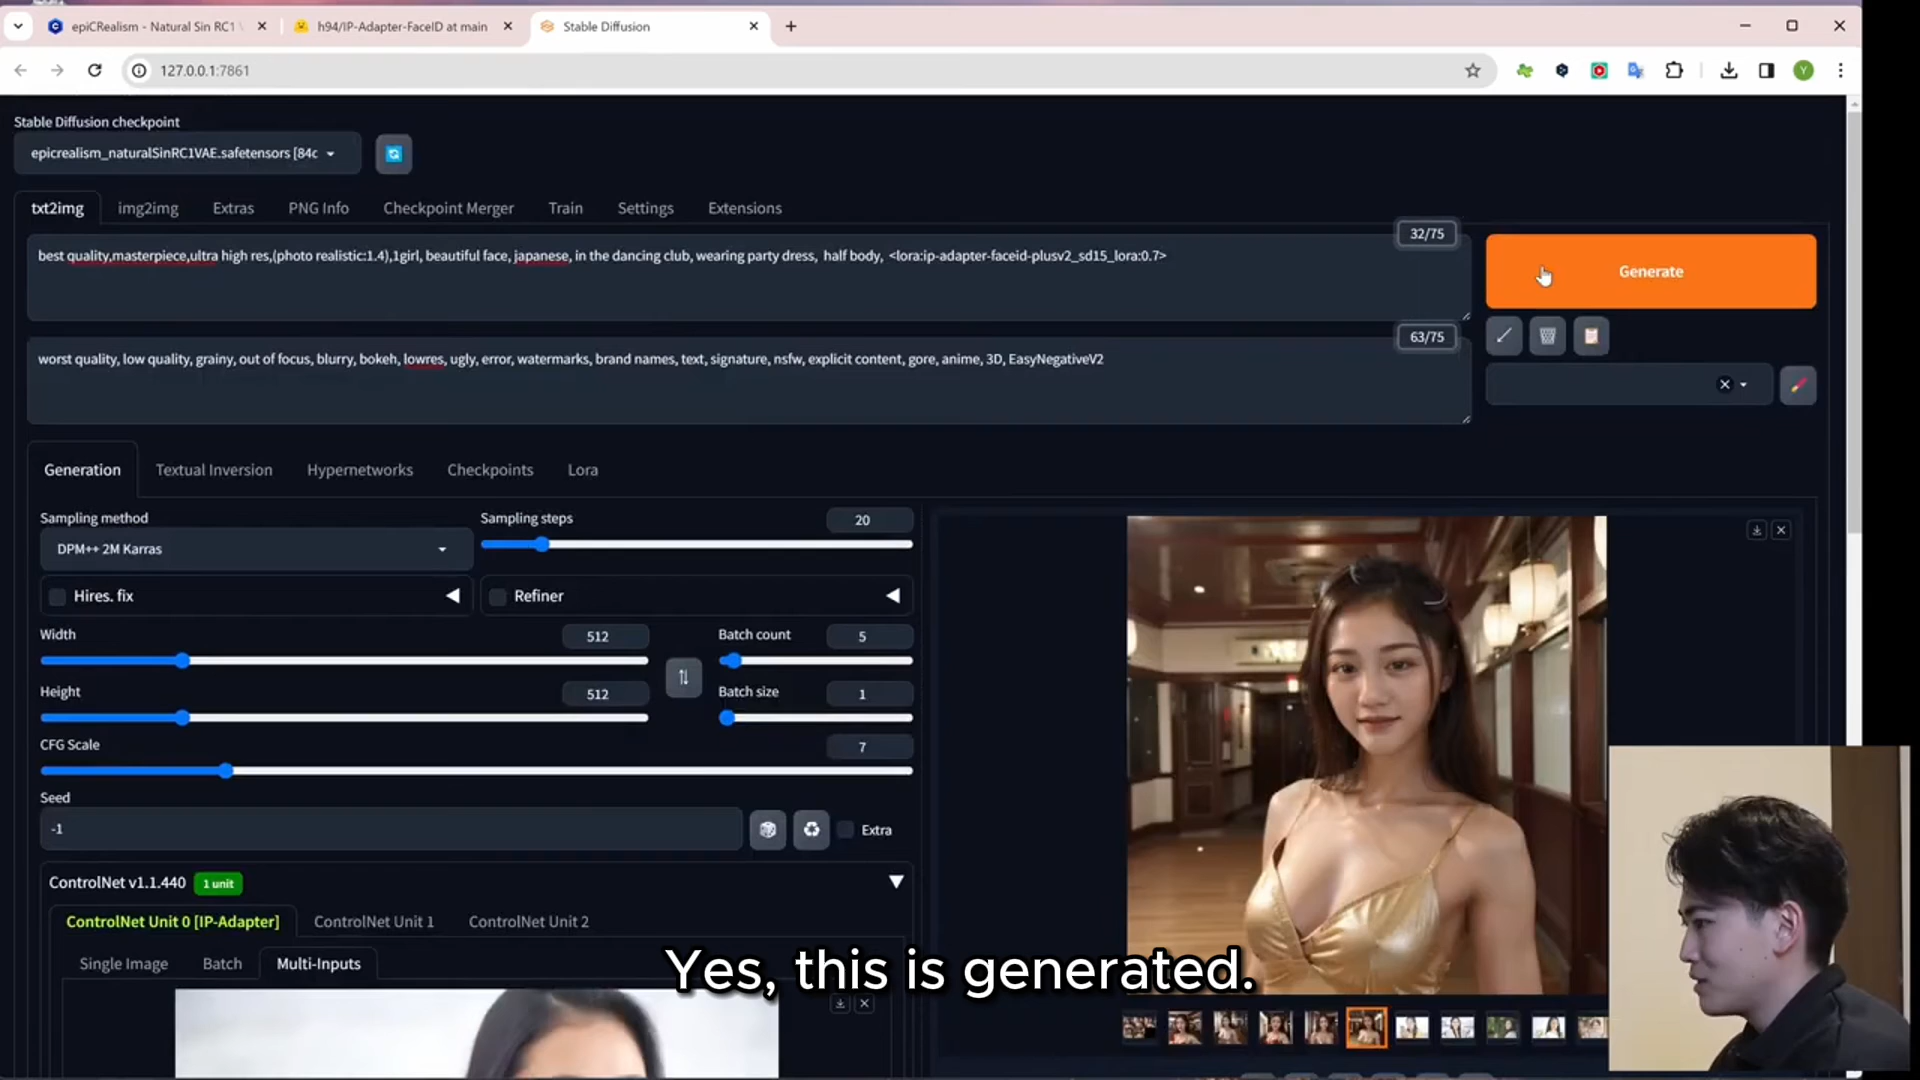 epiCRealism - Natural Sin RC1
h94/IP-Adapter-FaceID at main
Stable Diffusion
127.0.0.1:7861
Y
Stable Diffusion checkpoint
epicrealism_naturalSinRC1VAE.safetensors [84c
txt2img
img2img
Extras
PNG Info
Checkpoint Merger
Train
Settings
Extensions
32/75
best quality,masterpiece,ultra high res,(photo realistic:1.4),1girl, beautiful face, japanese, in the dancing club, wearing party dress, half body, <lora:ip-adapter-faceid-plusv2_sd15_lora:0.7>
Generate
63/75
worst quality, low quality, grainy, out of focus, blurry, bokeh, lowres, ugly, error, watermarks, brand names, text, signature, nsfw, explicit content, gore, anime, 3D, EasyNegativeV2
Generation
Textual Inversion
Hypernetworks
Checkpoints
Lora
Sampling method
DPM++ 2M Karras
Sampling steps
20
Hires. fix
Refiner
Width
512
Batch count
5
Height
512
Batch size
1
CFG Scale
7
Seed
-1
Extra
ControlNet v1.1.440
1 unit
ControlNet Unit 0 [IP-Adapter]
ControlNet Unit 1
ControlNet Unit 2
Single Image
Batch
Multi-Inputs
Yes, this is generated.